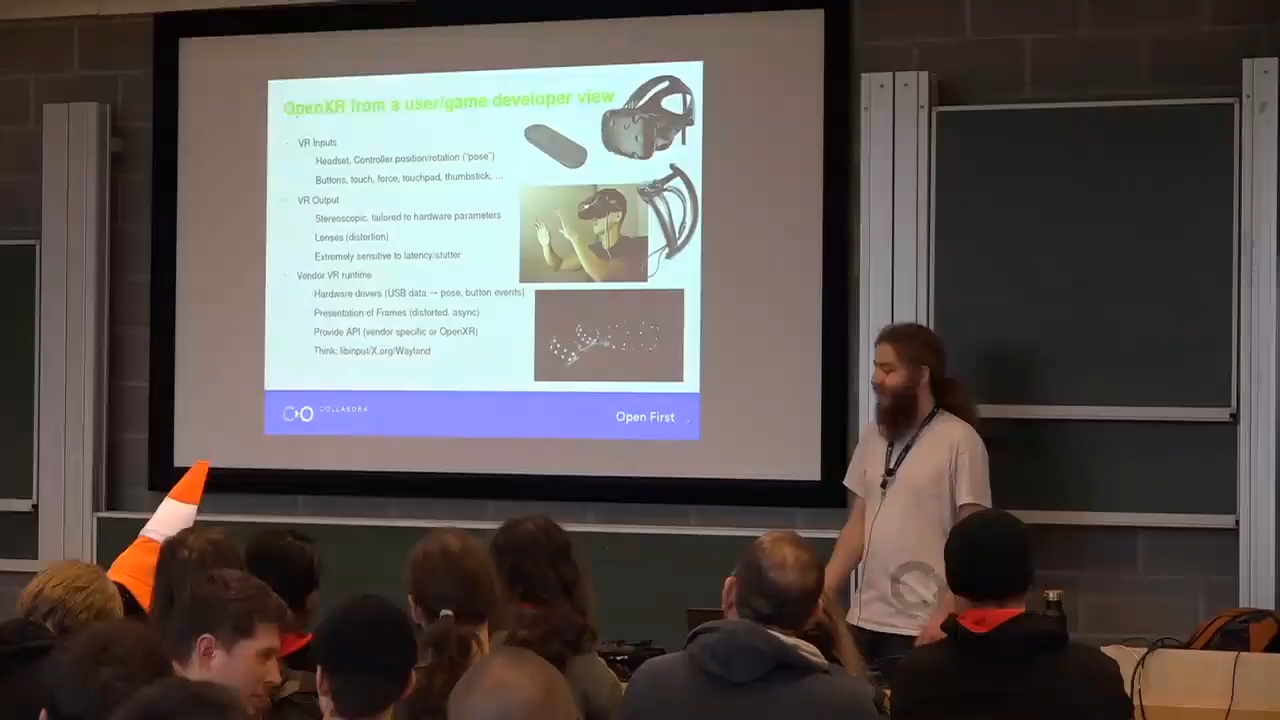 OpenXR from a user/game developer view
VR Inputs
Headset, Controller position/rotation ("pose")
Buttons, touch, force, touchpad, thumbstick, ...
VR Output
Stereoscopic, tailored to hardware parameters
Lenses (distortion)
Extremely sensitive to latency/stutter
Vendor VR runtime
Hardware drivers (USB data → pose, button events)
Presentation of Frames (distorted, async)
Provide API (vendor specific or OpenXR)
Think: libinput/X.org/Wayland
COLLABORA
Open First